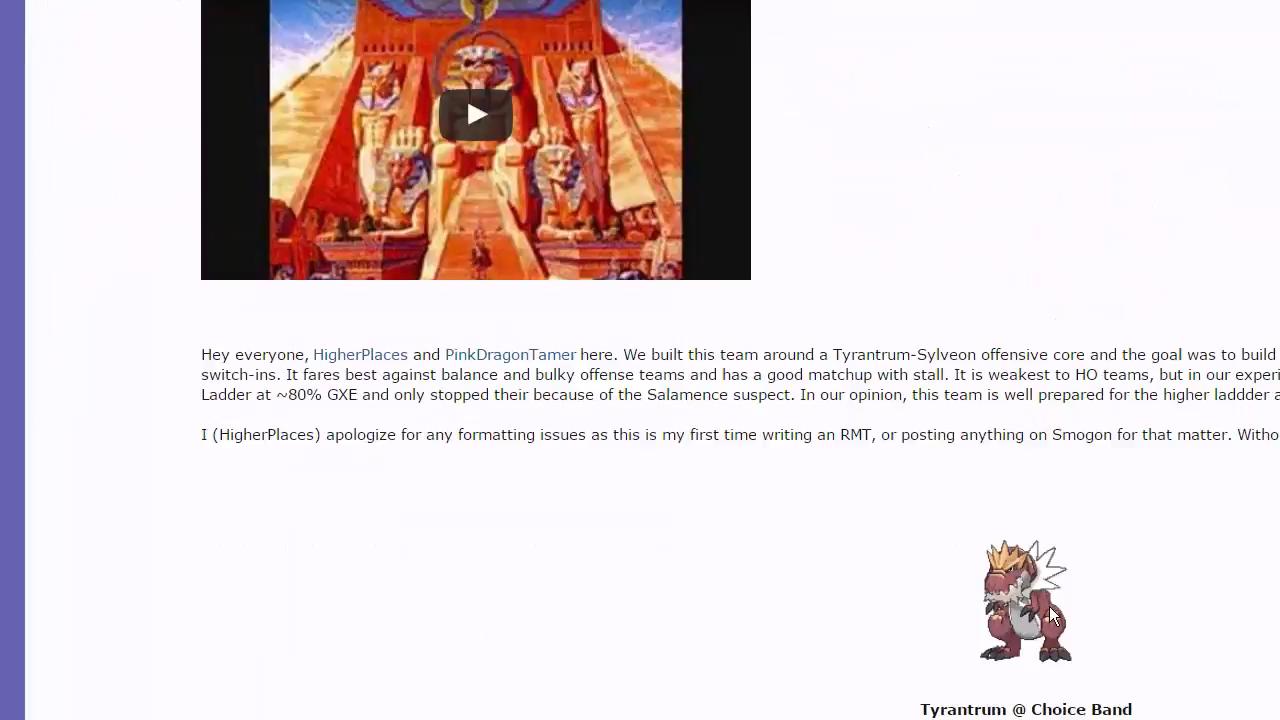 Hey everyone, HigherPlaces and PinkDragonTamer here. We built this team around a Tyrantrum-Sylveon offensive core and the goal was to build
switch-ins. It fares best against balance and bulky offense teams and has a good matchup with stall. It is weakest to HO teams, but in our experi
Ladder at ~80% GXE and only stopped their because of the Salamence suspect. In our opinion, this team is well prepared for the higher laddder a
I (HigherPlaces) apologize for any formatting issues as this is my first time writing an RMT, or posting anything on Smogon for that matter. Witho
Tyrantrum @ Choice Band